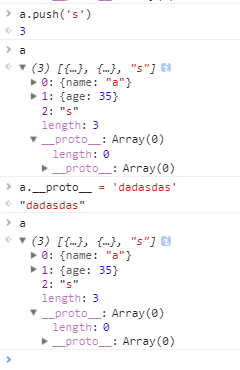 > a.push('s')
< 3
> a
< ▼ (3) [{…}, {…}, "s"] i
▶ 0: {name: "a"}
▶ 1: {age: 35}
2: "s"
length: 3
▼ __proto__: Array(0)
length: 0
▶ __proto__: Array(0)
> a.__proto__ = 'dadasdas'
< "dadasdas"
> a
< ▼ (3) [{…}, {…}, "s"] i
▶ 0: {name: "a"}
▶ 1: {age: 35}
2: "s"
length: 3
▼ __proto__: Array(0)
length: 0
▶ __proto__: Array(0)
>